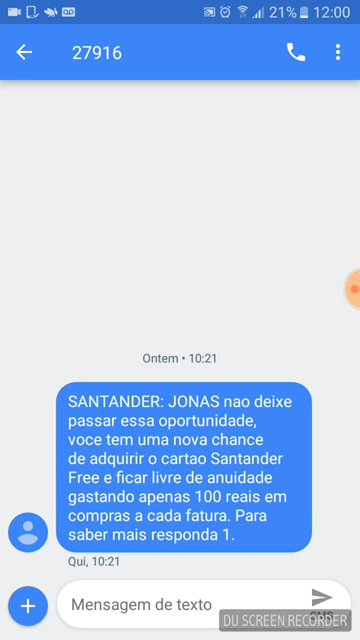 21% 12:00
27916
Ontem • 10:21
SANTANDER: JONAS nao deixe
passar essa oportunidade,
voce tem uma nova chance
de adquirir o cartao Santander
Free e ficar livre de anuidade
gastando apenas 100 reais em
compras a cada fatura. Para
saber mais responda 1.
Qui, 10:21
Mensagem de texto
SMS
DU SCREEN RECORDER